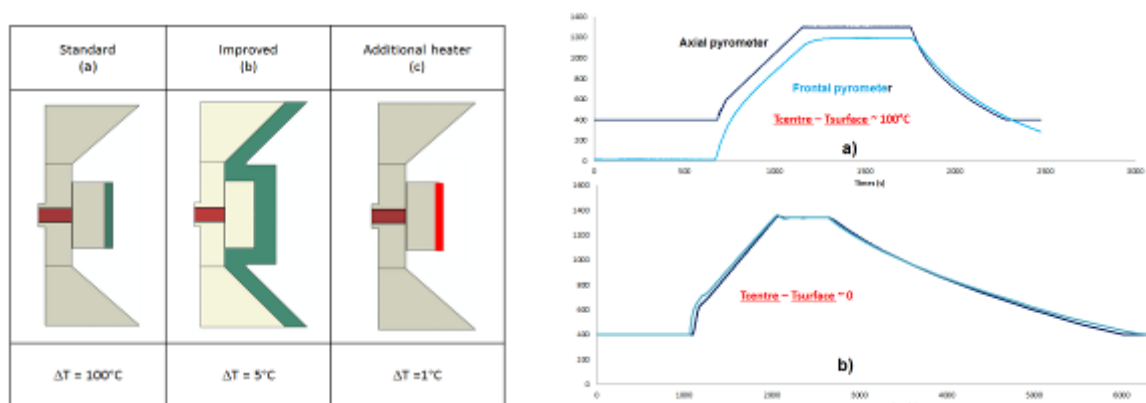 Standard
(a)
Improved
(b)
Additional heater
(c)
ΔT = 100°C
ΔT = 5°C
ΔT =1°C
1400
1200
1000
800
600
400
200
0
Axial pyrometer
Frontal pyrometer
Tcentre – Tsurface ~ 100°C
a)
0
500
1000
1500
2000
2500
3000
Times (s)
1600
1400
1200
1000
800
600
400
200
0
Tcentre – Tsurface ~ 0
b)
0
1000
2000
3000
4000
5000
6000